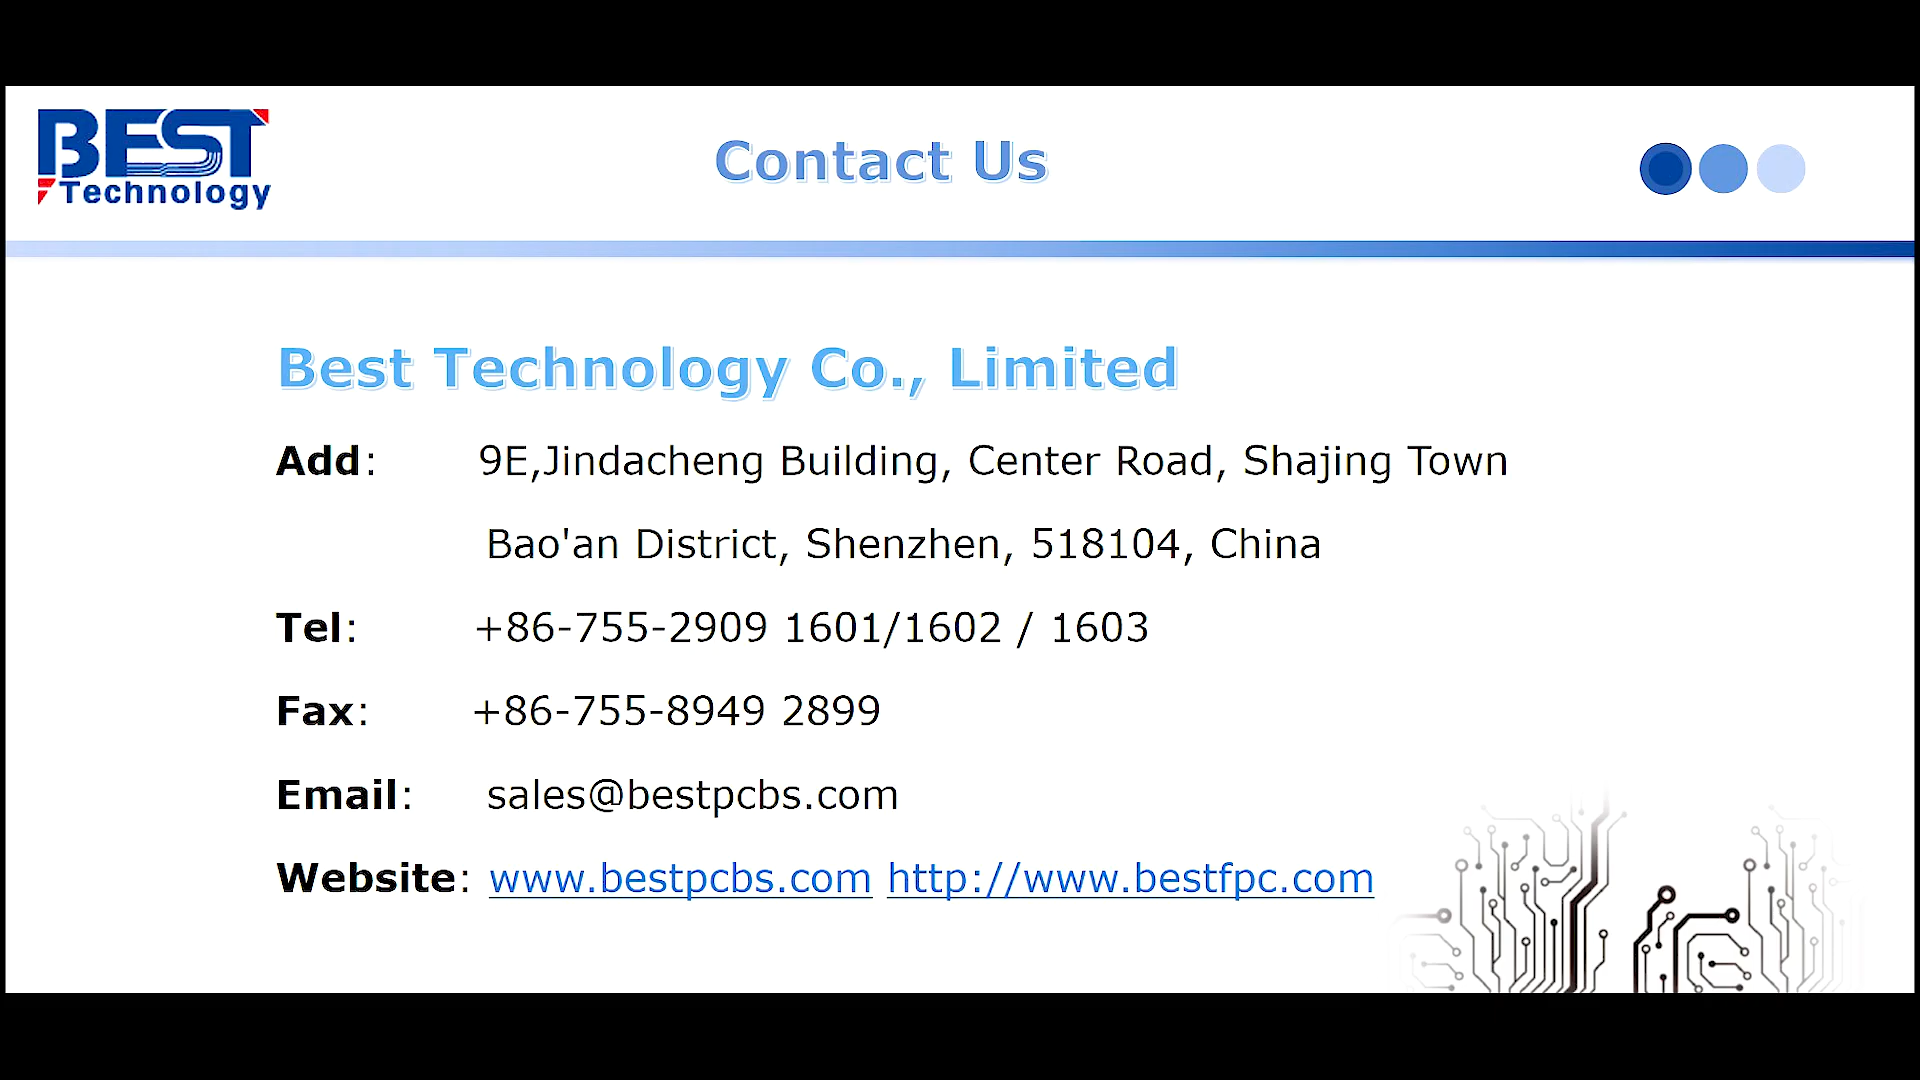 BEST
Technology
Contact Us
Best Technology Co., Limited
Add: 9E,Jindacheng Building, Center Road, Shajing Town
Bao'an District, Shenzhen, 518104, China
Tel: +86-755-2909 1601/1602 / 1603
Fax: +86-755-8949 2899
Email: sales@bestpcbs.com
Website: www.bestpcbs.com http://www.bestfpc.com